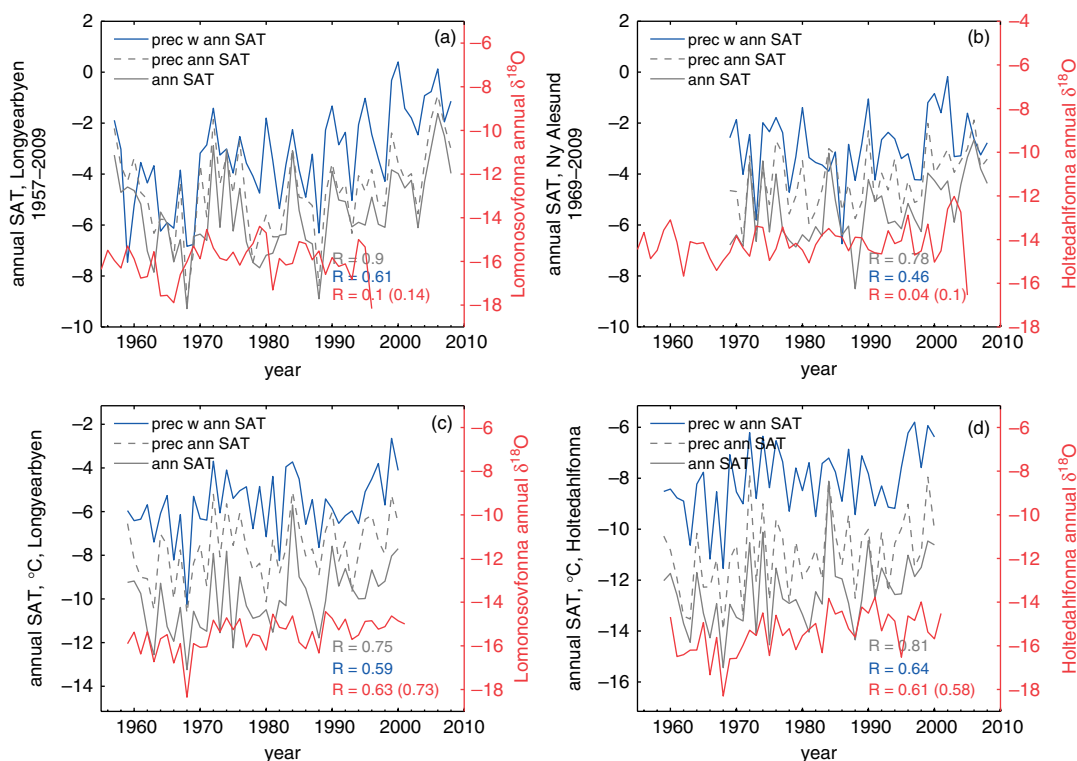 (a)
prec w ann SAT
prec ann SAT
ann SAT
annual SAT, Longyearbyen
1957–2009
2
0
−2
−4
−6
−8
−10
1960
1970
1980
1990
2000
2010
year
−6
−8
−10
−12
−14
−16
−18
Lomonosovfonna annual δ18O
R = 0.9
R = 0.61
R = 0.1 (0.14)
(b)
prec w ann SAT
prec ann SAT
ann SAT
annual SAT, Ny Alesund
1969–2009
2
0
−2
−4
−6
−8
−10
1960
1970
1980
1990
2000
2010
year
−4
−6
−8
−10
−12
−14
−16
−18
Holtedahlfonna annual δ18O
R = 0.78
R = 0.46
R = 0.04 (0.1)
(c)
prec w ann SAT
prec ann SAT
ann SAT
annual SAT, °C, Longyearbyen
−2
−4
−6
−8
−10
−12
−14
1960
1970
1980
1990
2000
2010
year
−6
−8
−10
−12
−14
−16
−18
Lomonosovfonna annual δ18O
R = 0.75
R = 0.59
R = 0.63 (0.73)
(d)
prec w ann SAT
prec ann SAT
ann SAT
annual SAT, °C, Holtedahlfonna
−6
−8
−10
−12
−14
−16
1960
1970
1980
1990
2000
2010
year
−6
−8
−10
−12
−14
−16
−18
Holtedahlfonna annual δ18O
R = 0.81
R = 0.64
R = 0.61 (0.58)